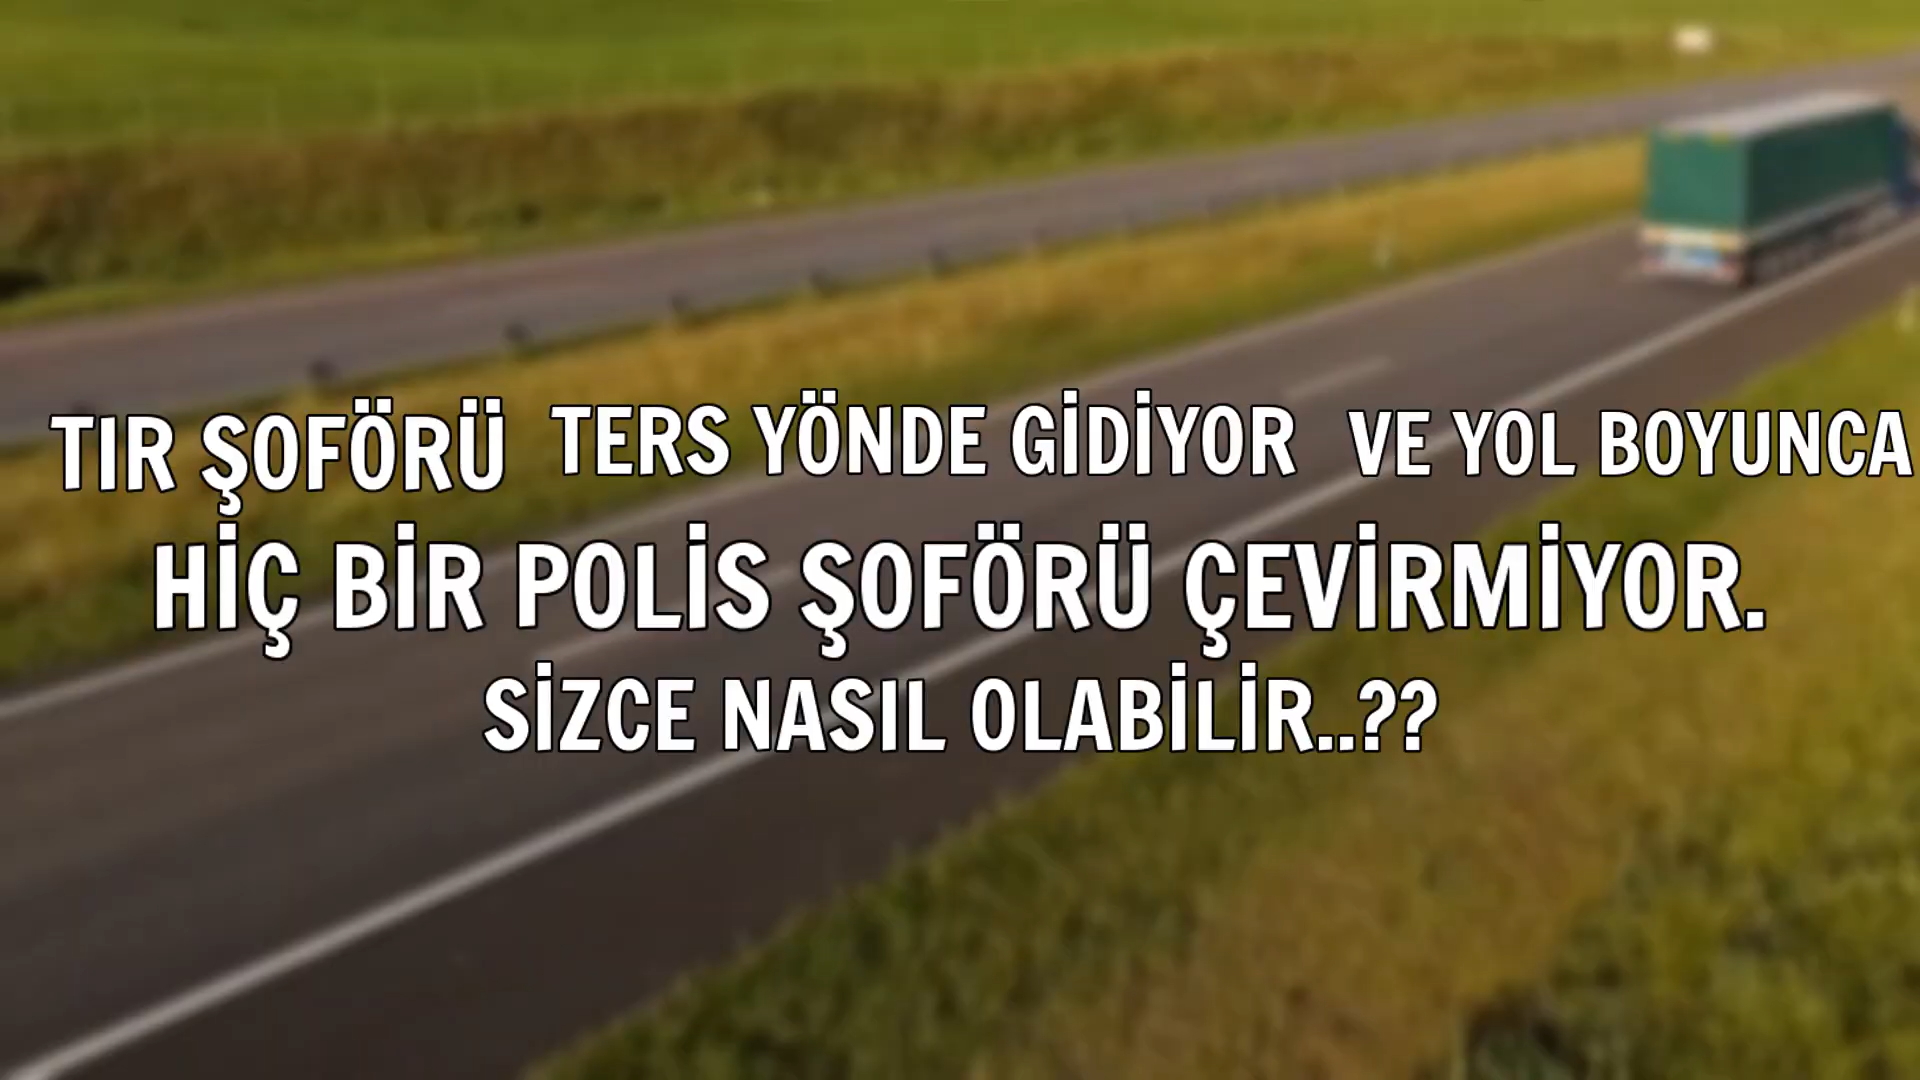 TIR ŞOFÖRÜ TERS YÖNDE GİDİYOR VE YOL BOYUNCA
HİÇ BİR POLİS ŞOFÖRÜ ÇEVİRMİYOR.
SİZCE NASIL OLABİLİR..??